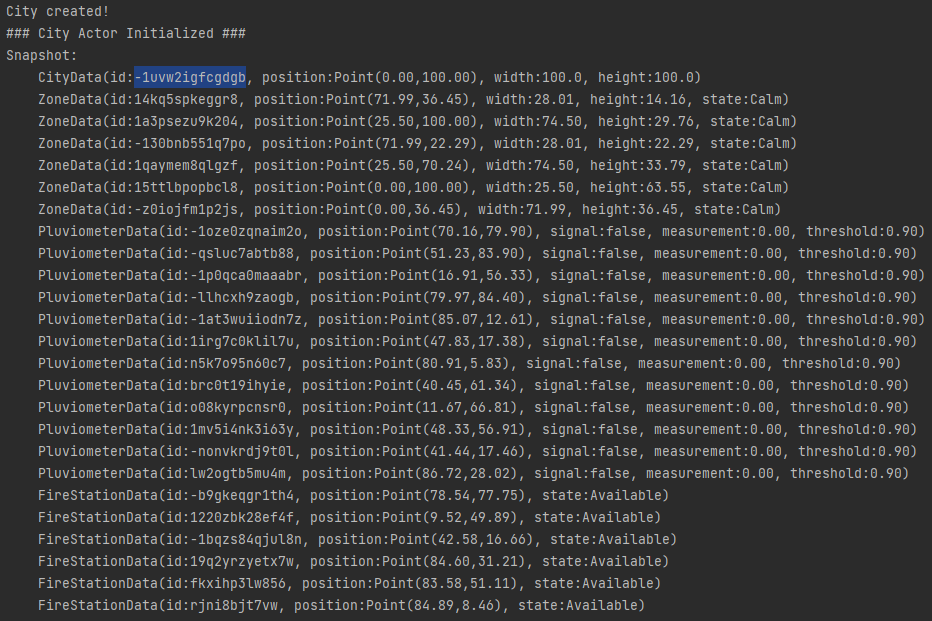 City created!
### City Actor Initialized ###
Snapshot:
CityData(id:-1uvw2igfcgdgb, position:Point(0.00,100.00), width:100.0, height:100.0)
ZoneData(id:14kq5spkeggr8, position:Point(71.99,36.45), width:28.01, height:14.16, state:Calm)
ZoneData(id:1a3psezu9k204, position:Point(25.50,100.00), width:74.50, height:29.76, state:Calm)
ZoneData(id:-130bnb551q7po, position:Point(71.99,22.29), width:28.01, height:22.29, state:Calm)
ZoneData(id:1qaymem8qlgzf, position:Point(25.50,70.24), width:74.50, height:33.79, state:Calm)
ZoneData(id:15ttlbpopbcl8, position:Point(0.00,100.00), width:25.50, height:63.55, state:Calm)
ZoneData(id:-z0iojfm1p2js, position:Point(0.00,36.45), width:71.99, height:36.45, state:Calm)
PluviometerData(id:-1oze0zqnaim2o, position:Point(70.16,79.90), signal:false, measurement:0.00, threshold:0.90)
PluviometerData(id:-qsluc7abtb88, position:Point(51.23,83.90), signal:false, measurement:0.00, threshold:0.90)
PluviometerData(id:-1p0qca0maaabr, position:Point(16.91,56.33), signal:false, measurement:0.00, threshold:0.90)
PluviometerData(id:-llhcxh9zaogb, position:Point(79.97,84.40), signal:false, measurement:0.00, threshold:0.90)
PluviometerData(id:-1at3wuiiodn7z, position:Point(85.07,12.61), signal:false, measurement:0.00, threshold:0.90)
PluviometerData(id:1irg7c0klil7u, position:Point(47.83,17.38), signal:false, measurement:0.00, threshold:0.90)
PluviometerData(id:n5k7o95n60c7, position:Point(80.91,5.83), signal:false, measurement:0.00, threshold:0.90)
PluviometerData(id:brc0t19ihyie, position:Point(40.45,61.34), signal:false, measurement:0.00, threshold:0.90)
PluviometerData(id:o08kyrpcnsr0, position:Point(11.67,66.81), signal:false, measurement:0.00, threshold:0.90)
PluviometerData(id:1mv5i4nk3i63y, position:Point(48.33,56.91), signal:false, measurement:0.00, threshold:0.90)
PluviometerData(id:-nonvkrdj9t0l, position:Point(41.44,17.46), signal:false, measurement:0.00, threshold:0.90)
PluviometerData(id:lw2ogtb5mu4m, position:Point(86.72,28.02), signal:false, measurement:0.00, threshold:0.90)
FireStationData(id:-b9gkeqgr1th4, position:Point(78.54,77.75), state:Available)
FireStationData(id:1220zbk28ef4f, position:Point(9.52,49.89), state:Available)
FireStationData(id:-1bqzs84qjul8n, position:Point(42.58,16.66), state:Available)
FireStationData(id:19q2yrzyetx7w, position:Point(84.60,31.21), state:Available)
FireStationData(id:fkxihp3lw856, position:Point(83.58,51.11), state:Available)
FireStationData(id:rjni8bjt7vw, position:Point(84.89,8.46), state:Available)